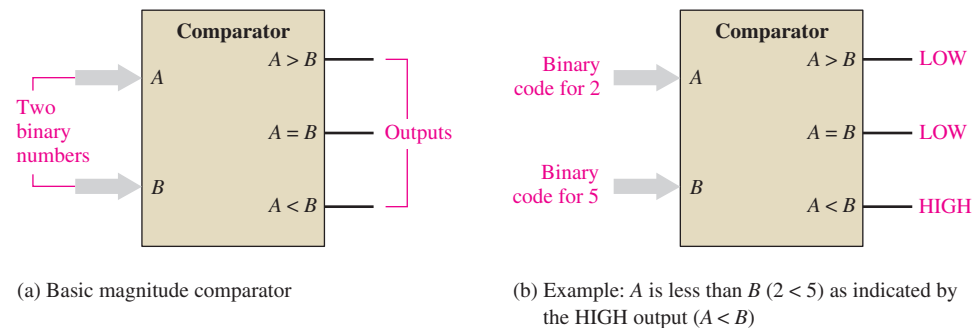 Comparator
A > B
A
Two
binary
numbers
A = B
Outputs
B
A < B
(a) Basic magnitude comparator
Comparator
Binary
code for 2
A
A > B
LOW
A = B
LOW
Binary
code for 5
B
A < B
HIGH
(b) Example: A is less than B (2 < 5) as indicated by
the HIGH output (A < B)